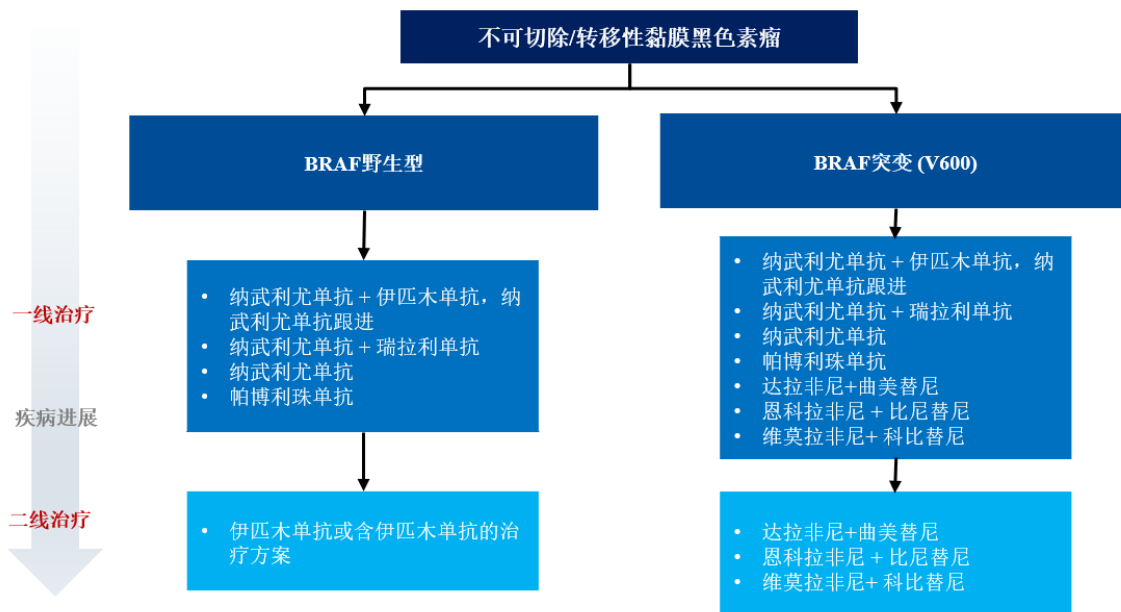 不可切除/转移性黏膜黑色素瘤
BRAF野生型
BRAF突变 (V600)
一线治疗
• 纳武利尤单抗 + 伊匹木单抗，纳
武利尤单抗跟进
• 纳武利尤单抗 + 瑞拉利单抗
• 纳武利尤单抗
• 帕博利珠单抗
• 纳武利尤单抗 + 伊匹木单抗，纳
武利尤单抗跟进
• 纳武利尤单抗 + 瑞拉利单抗
• 纳武利尤单抗
• 帕博利珠单抗
• 达拉非尼+曲美替尼
• 恩科拉非尼 + 比尼替尼
• 维莫拉非尼+ 科比替尼
疾病进展
二线治疗
• 伊匹木单抗或含伊匹木单抗的治
疗方案
• 达拉非尼+曲美替尼
• 恩科拉非尼 + 比尼替尼
• 维莫拉非尼+ 科比替尼